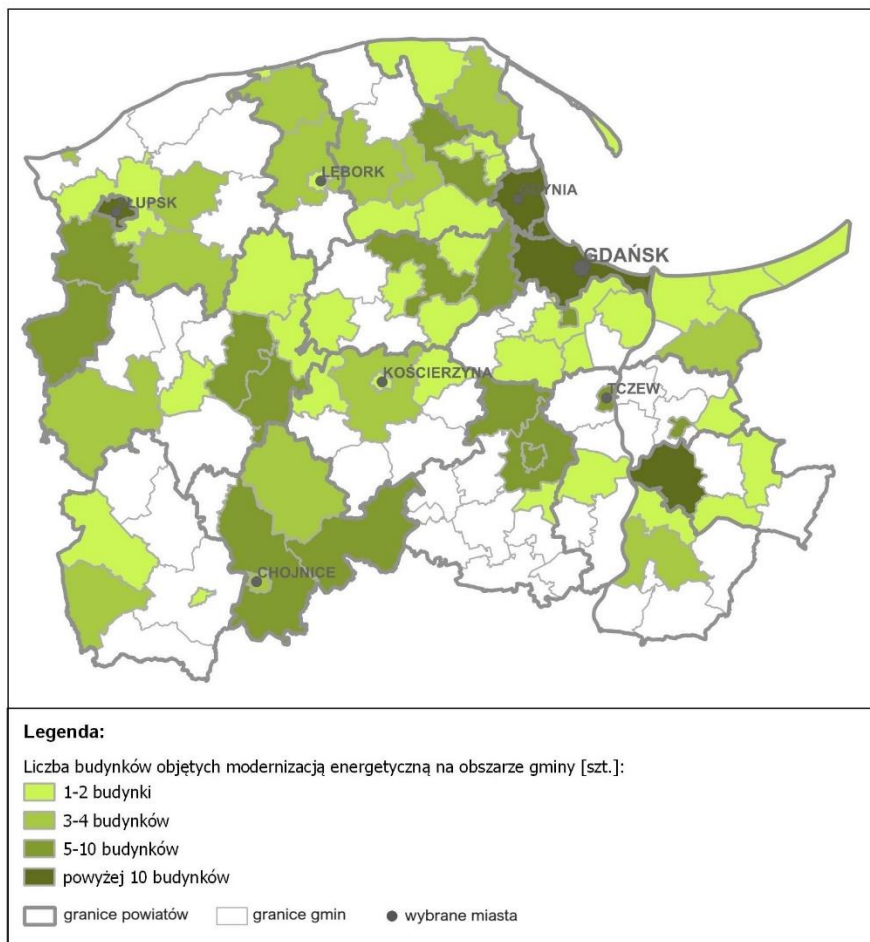 LĘBORK
GDYNIA
SŁUPSK
GDAŃSK
KOŚCIERZYNA
TCZEW
CHOJNICE
Legenda:
Liczba budynków objętych modernizacją energetyczną na obszarze gminy [szt.]:
1-2 budynki
3-4 budynków
5-10 budynków
powyżej 10 budynków
granice powiatów granice gmin wybrane miasta